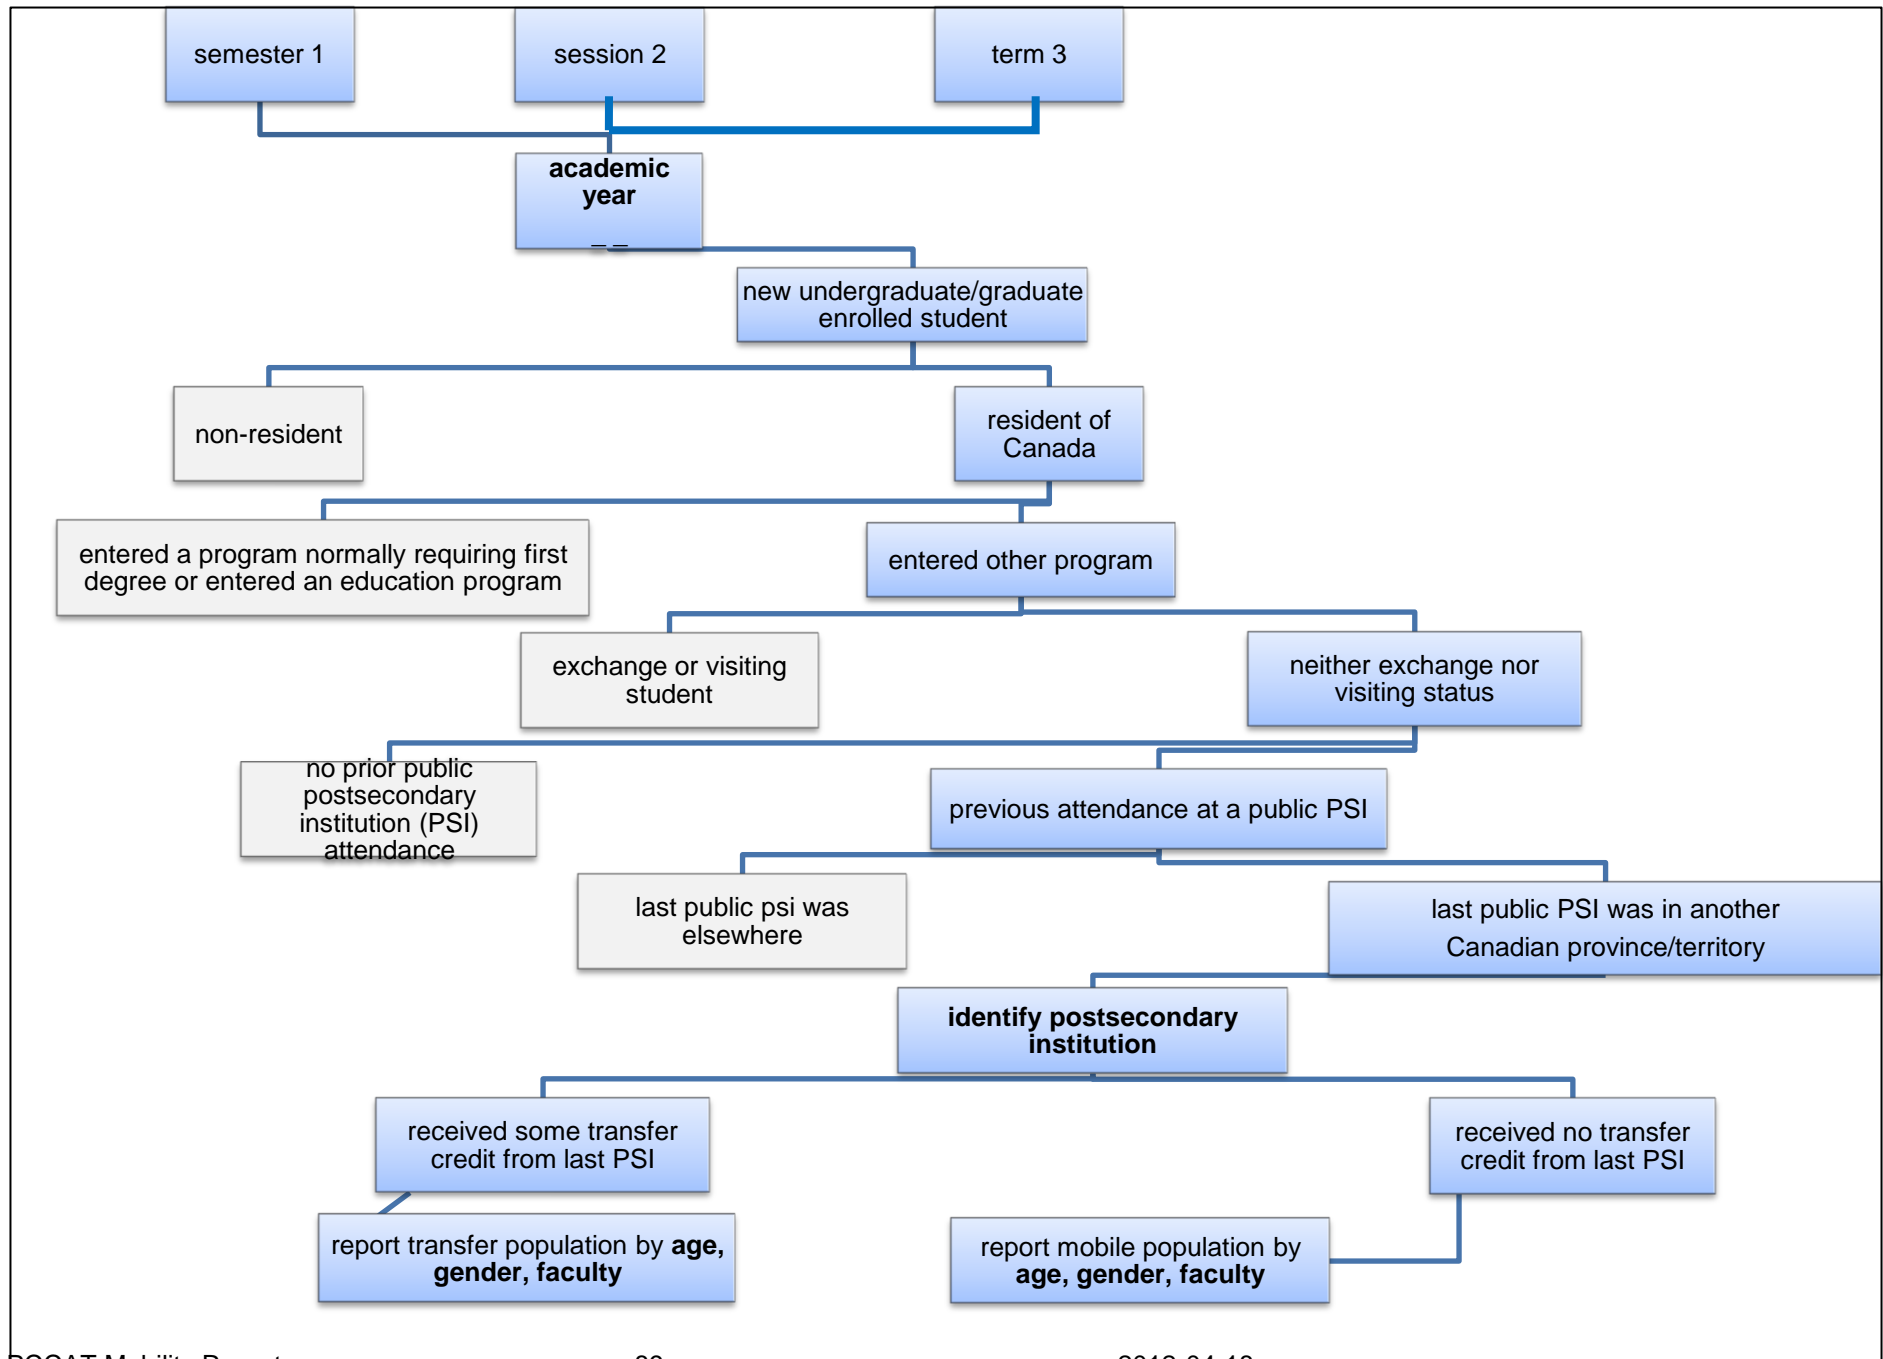 semester 1
session 2
term 3
academic
year
_ _
new undergraduate/graduate
enrolled student
non-resident
resident of
Canada
entered a program normally requiring first
degree or entered an education program
entered other program
exchange or visiting
student
neither exchange nor
visiting status
no prior public
postsecondary
institution (PSI)
attendance
previous attendance at a public PSI
last public psi was
elsewhere
last public PSI was in another
Canadian province/territory
identify postsecondary
institution
received some transfer
credit from last PSI
received no transfer
credit from last PSI
report transfer population by age,
gender, faculty
report mobile population by
age, gender, faculty
Mobility